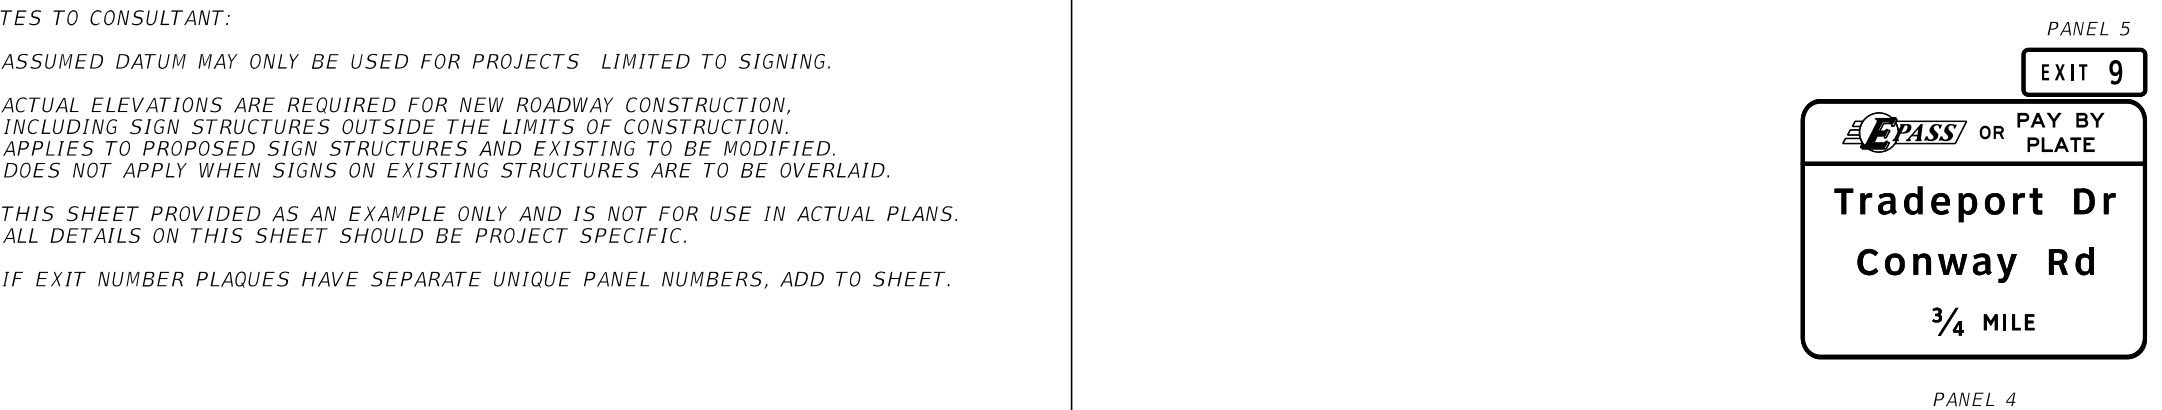 TES TO CONSULTANT:
ASSUMED DATUM MAY ONLY BE USED FOR PROJECTS LIMITED TO SIGNING.
ACTUAL ELEVATIONS ARE REQUIRED FOR NEW ROADWAY CONSTRUCTION,
INCLUDING SIGN STRUCTURES OUTSIDE THE LIMITS OF CONSTRUCTION.
APPLIES TO PROPOSED SIGN STRUCTURES AND EXISTING TO BE MODIFIED.
DOES NOT APPLY WHEN SIGNS ON EXISTING STRUCTURES ARE TO BE OVERLAID.
THIS SHEET PROVIDED AS AN EXAMPLE ONLY AND IS NOT FOR USE IN ACTUAL PLANS.
ALL DETAILS ON THIS SHEET SHOULD BE PROJECT SPECIFIC.
IF EXIT NUMBER PLAQUES HAVE SEPARATE UNIQUE PANEL NUMBERS, ADD TO SHEET.
PANEL 5
EXIT 9
EPASS OR PAY BY
PLATE
Tradeport Dr
Conway Rd
3/4 MILE
PANEL 4